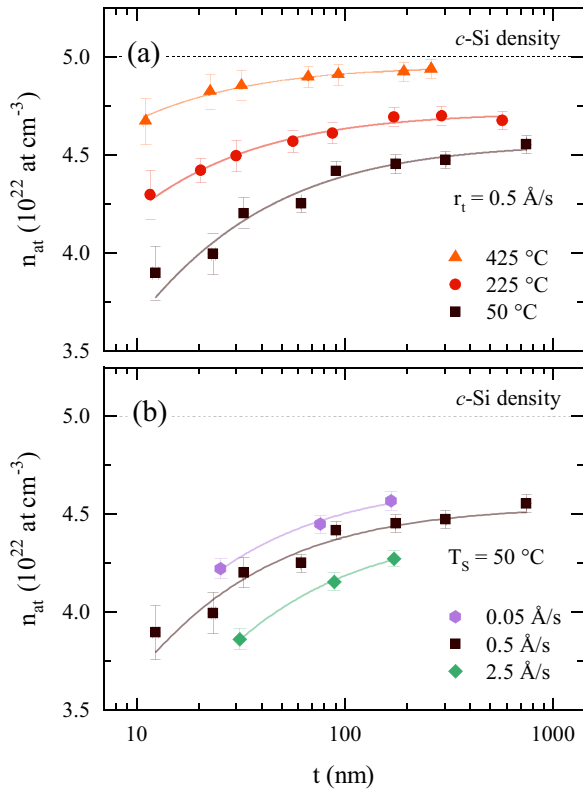 (a)
c-Si density
5.0
4.5
4.0
3.5
n_at (10^22 at cm^-3)
r_t = 0.5 Å/s
425 °C
225 °C
50 °C
(b)
c-Si density
5.0
4.5
4.0
3.5
n_at (10^22 at cm^-3)
T_S = 50 °C
0.05 Å/s
0.5 Å/s
2.5 Å/s
10 100 1000
t (nm)